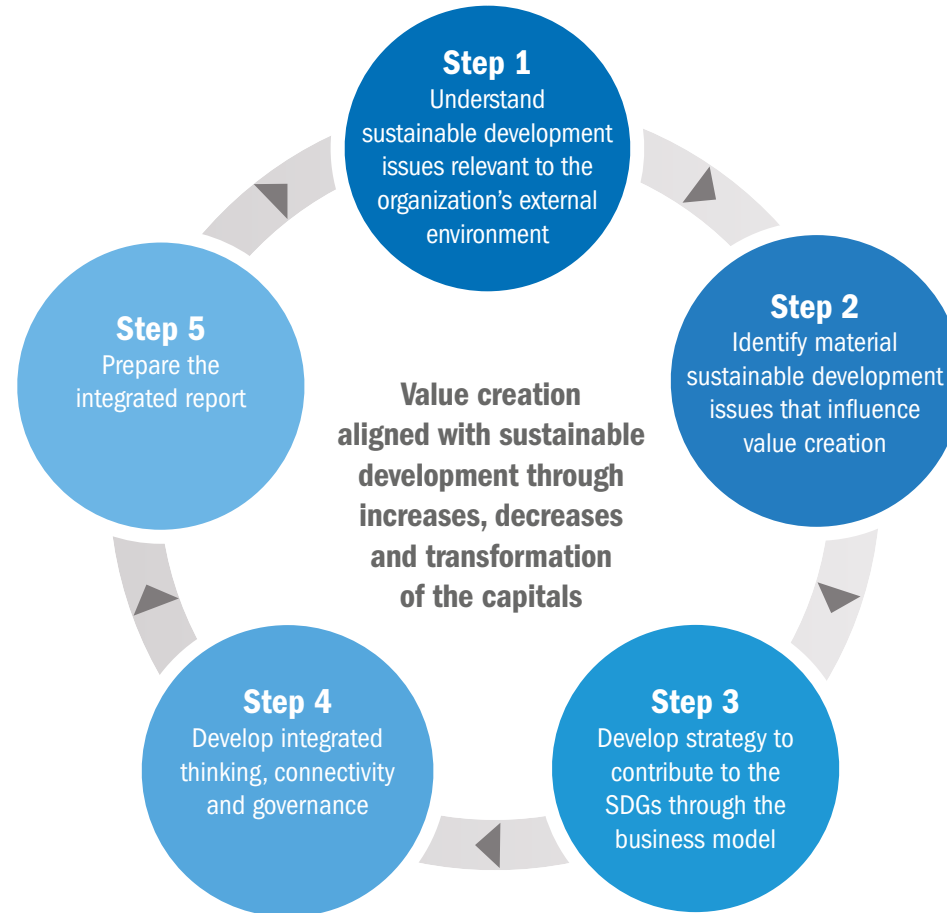 Step 1
Understand
sustainable development
issues relevant to the
organization's external
environment
Step 2
Identify material
sustainable development
issues that influence
value creation
Step 3
Develop strategy to
contribute to the
SDGs through the
business model
Step 4
Develop integrated
thinking, connectivity
and governance
Step 5
Prepare the
integrated report
Value creation
aligned with sustainable
development through
increases, decreases
and transformation
of the capitals